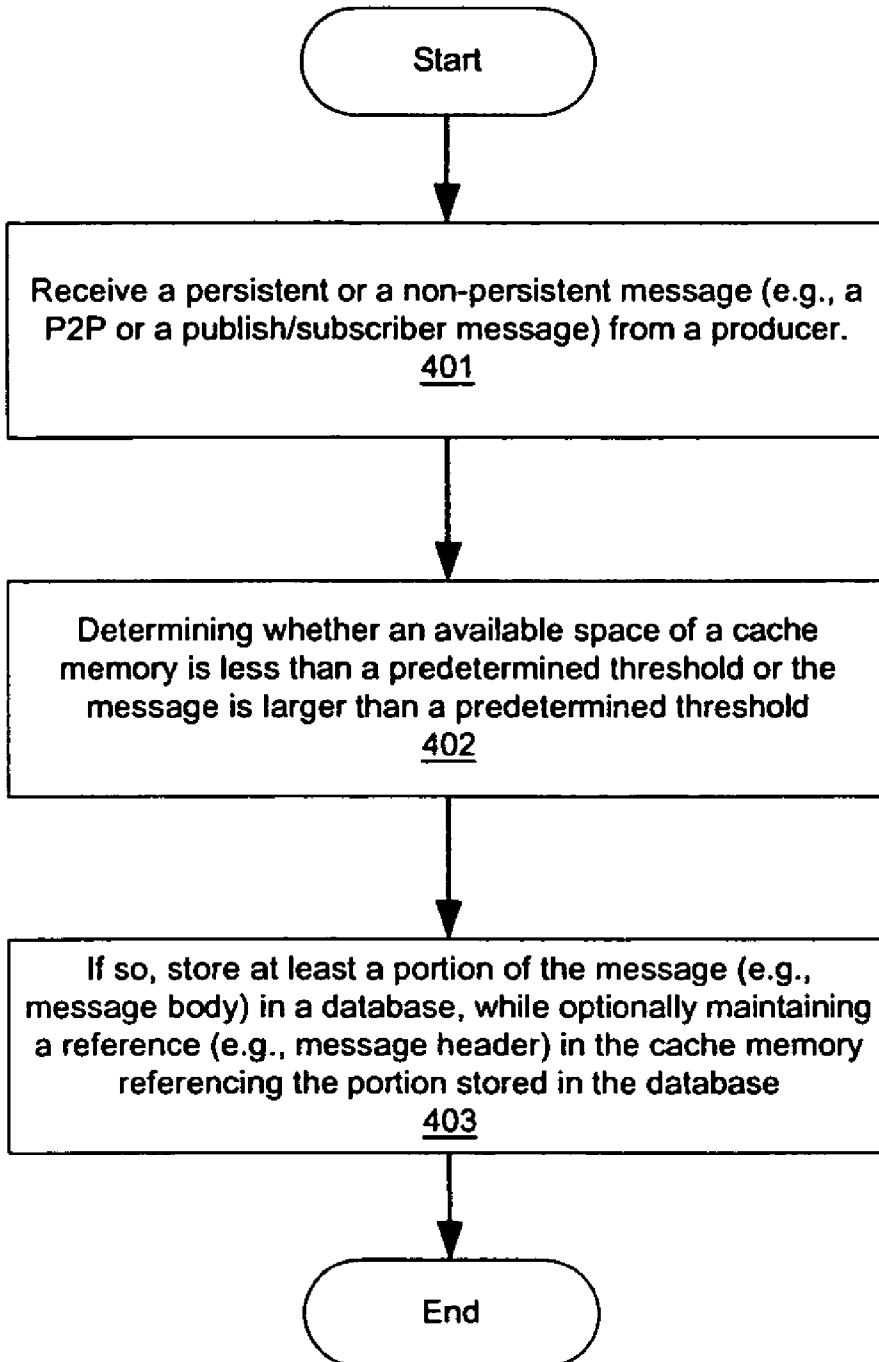 Start
Receive a persistent or a non-persistent message (e.g., a
P2P or a publish/subscriber message) from a producer.
401
Determining whether an available space of a cache
memory is less than a predetermined threshold or the
message is larger than a predetermined threshold
402
If so, store at least a portion of the message (e.g.,
message body) in a database, while optionally maintaining
a reference (e.g., message header) in the cache memory
referencing the portion stored in the database
403
End